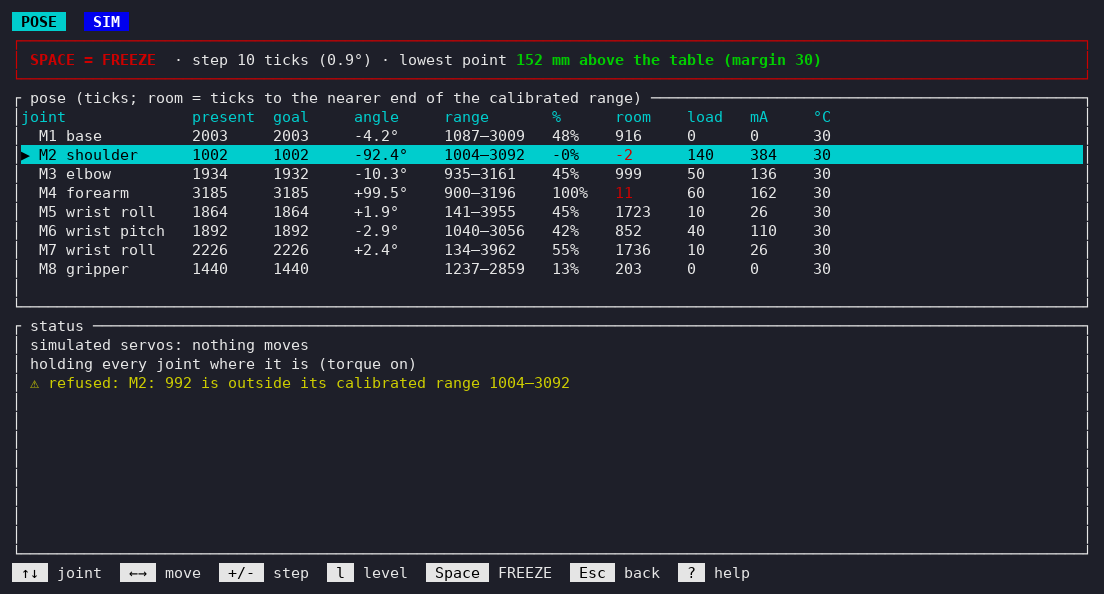 POSE SIM
SPACE = FREEZE · step 10 ticks (0.9°) · lowest point 152 mm above the table (margin 30)
pose (ticks; room = ticks to the nearer end of the calibrated range)
joint present goal angle range % room load mA °C
M1 base 2003 2003 -4.2° 1087–3009 48% 916 0 0 30
▶ M2 shoulder 1002 1002 -92.4° 1004–3092 -0% -2 140 384 30
M3 elbow 1934 1932 -10.3° 935–3161 45% 999 50 136 30
M4 forearm 3185 3185 +99.5° 900–3196 100% 11 60 162 30
M5 wrist roll 1864 1864 +1.9° 141–3955 45% 1723 10 26 30
M6 wrist pitch 1892 1892 -2.9° 1040–3056 42% 852 40 110 30
M7 wrist roll 2226 2226 +2.4° 134–3962 55% 1736 10 26 30
M8 gripper 1440 1440 1237–2859 13% 203 0 0 30
status
simulated servos: nothing moves
holding every joint where it is (torque on)
⚠ refused: M2: 992 is outside its calibrated range 1004–3092
↑↓ joint ←→ move +/- step l level Space FREEZE Esc back ? help